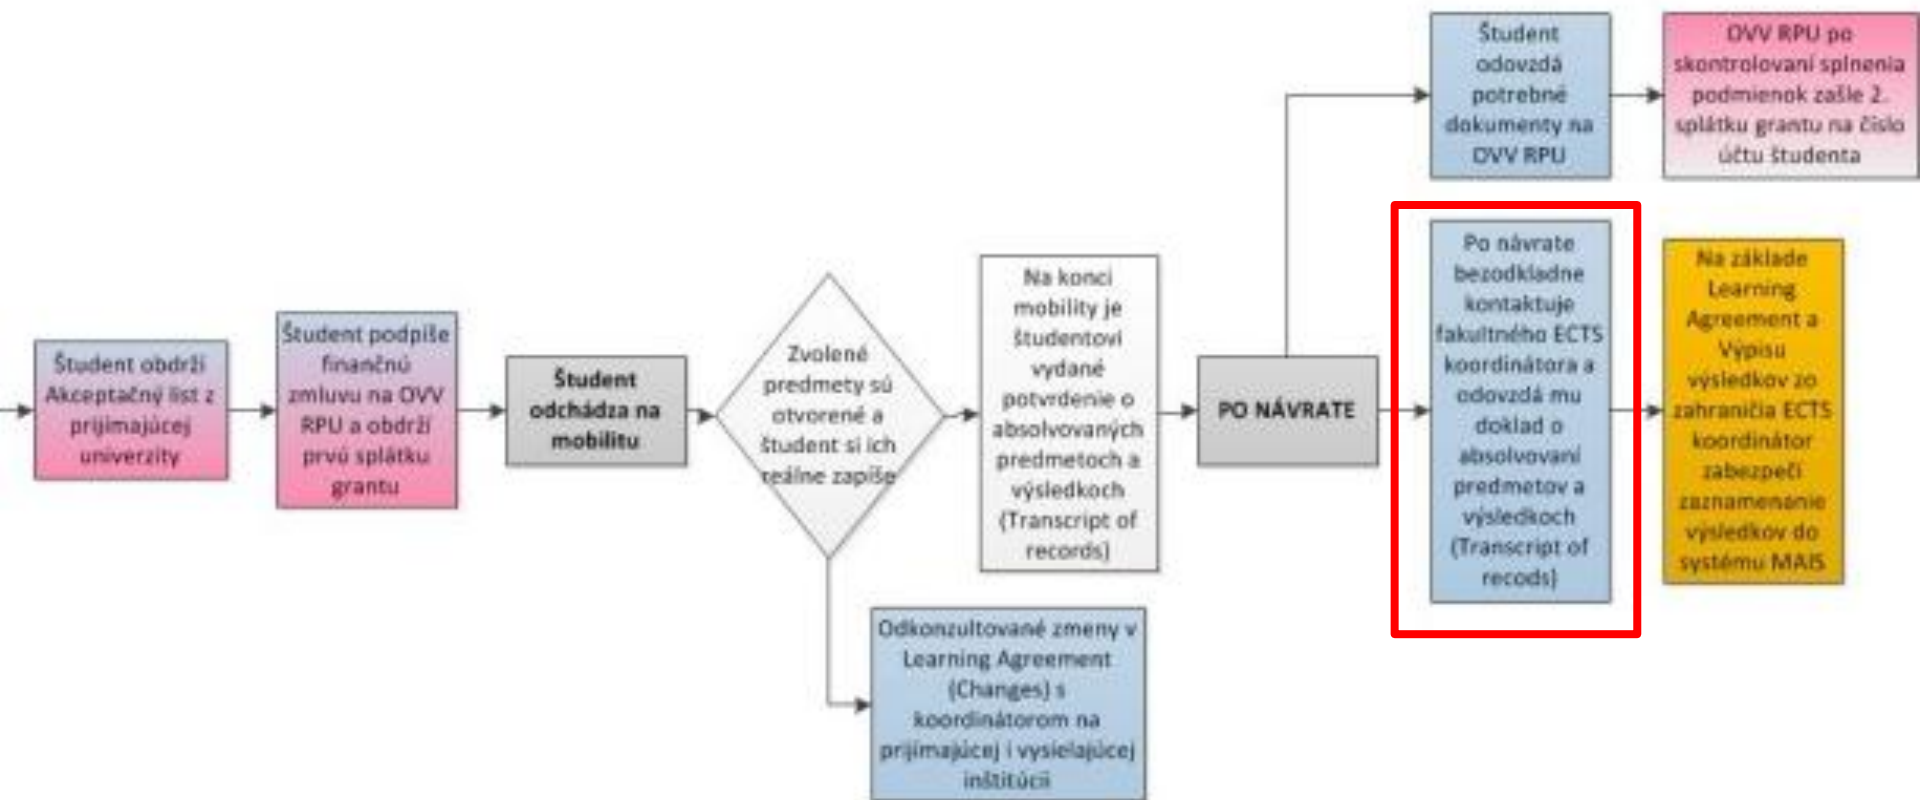 Študent obdrží
Akceptačný list z
prijímajúcej
univerzity
Študent podpíše
finančnú
zmluvu na OVV
RPU a obdrží
prvú splátku
grantu
Študent
odchádza na
mobilitu
Zvolené
predmety sú
otvorené a
študent si ich
reálne zapíše
Odkonzultované zmeny v
Learning Agreement
(Changes) s
koordinátorom na
prijímajúcej i vysielajúcej
inštitúcii
Na konci
mobility je
študentovi
vydané
potvrdenie o
absolvovaných
predmetoch a
výsledkoch
(Transcript of
records)
PO NÁVRATE
Študent
odovzdá
potrebné
dokumenty na
OVV RPU
OVV RPU po
skontrolovaní splnenia
podmienok zašle 2.
splátku grantu na číslo
účtu študenta
Po návrate
bezodkladne
kontaktuje
fakultného ECTS
koordinátora a
odovzdá mu
doklad o
absolvovaní
predmetov a
výsledkoch
(Transcript of
recods)
Na základe
Learning
Agreement a
Výpisu
výsledkov zo
zahraničia ECTS
koordinátor
zabezpečí
zaznamenanie
výsledkov do
systému MAIS